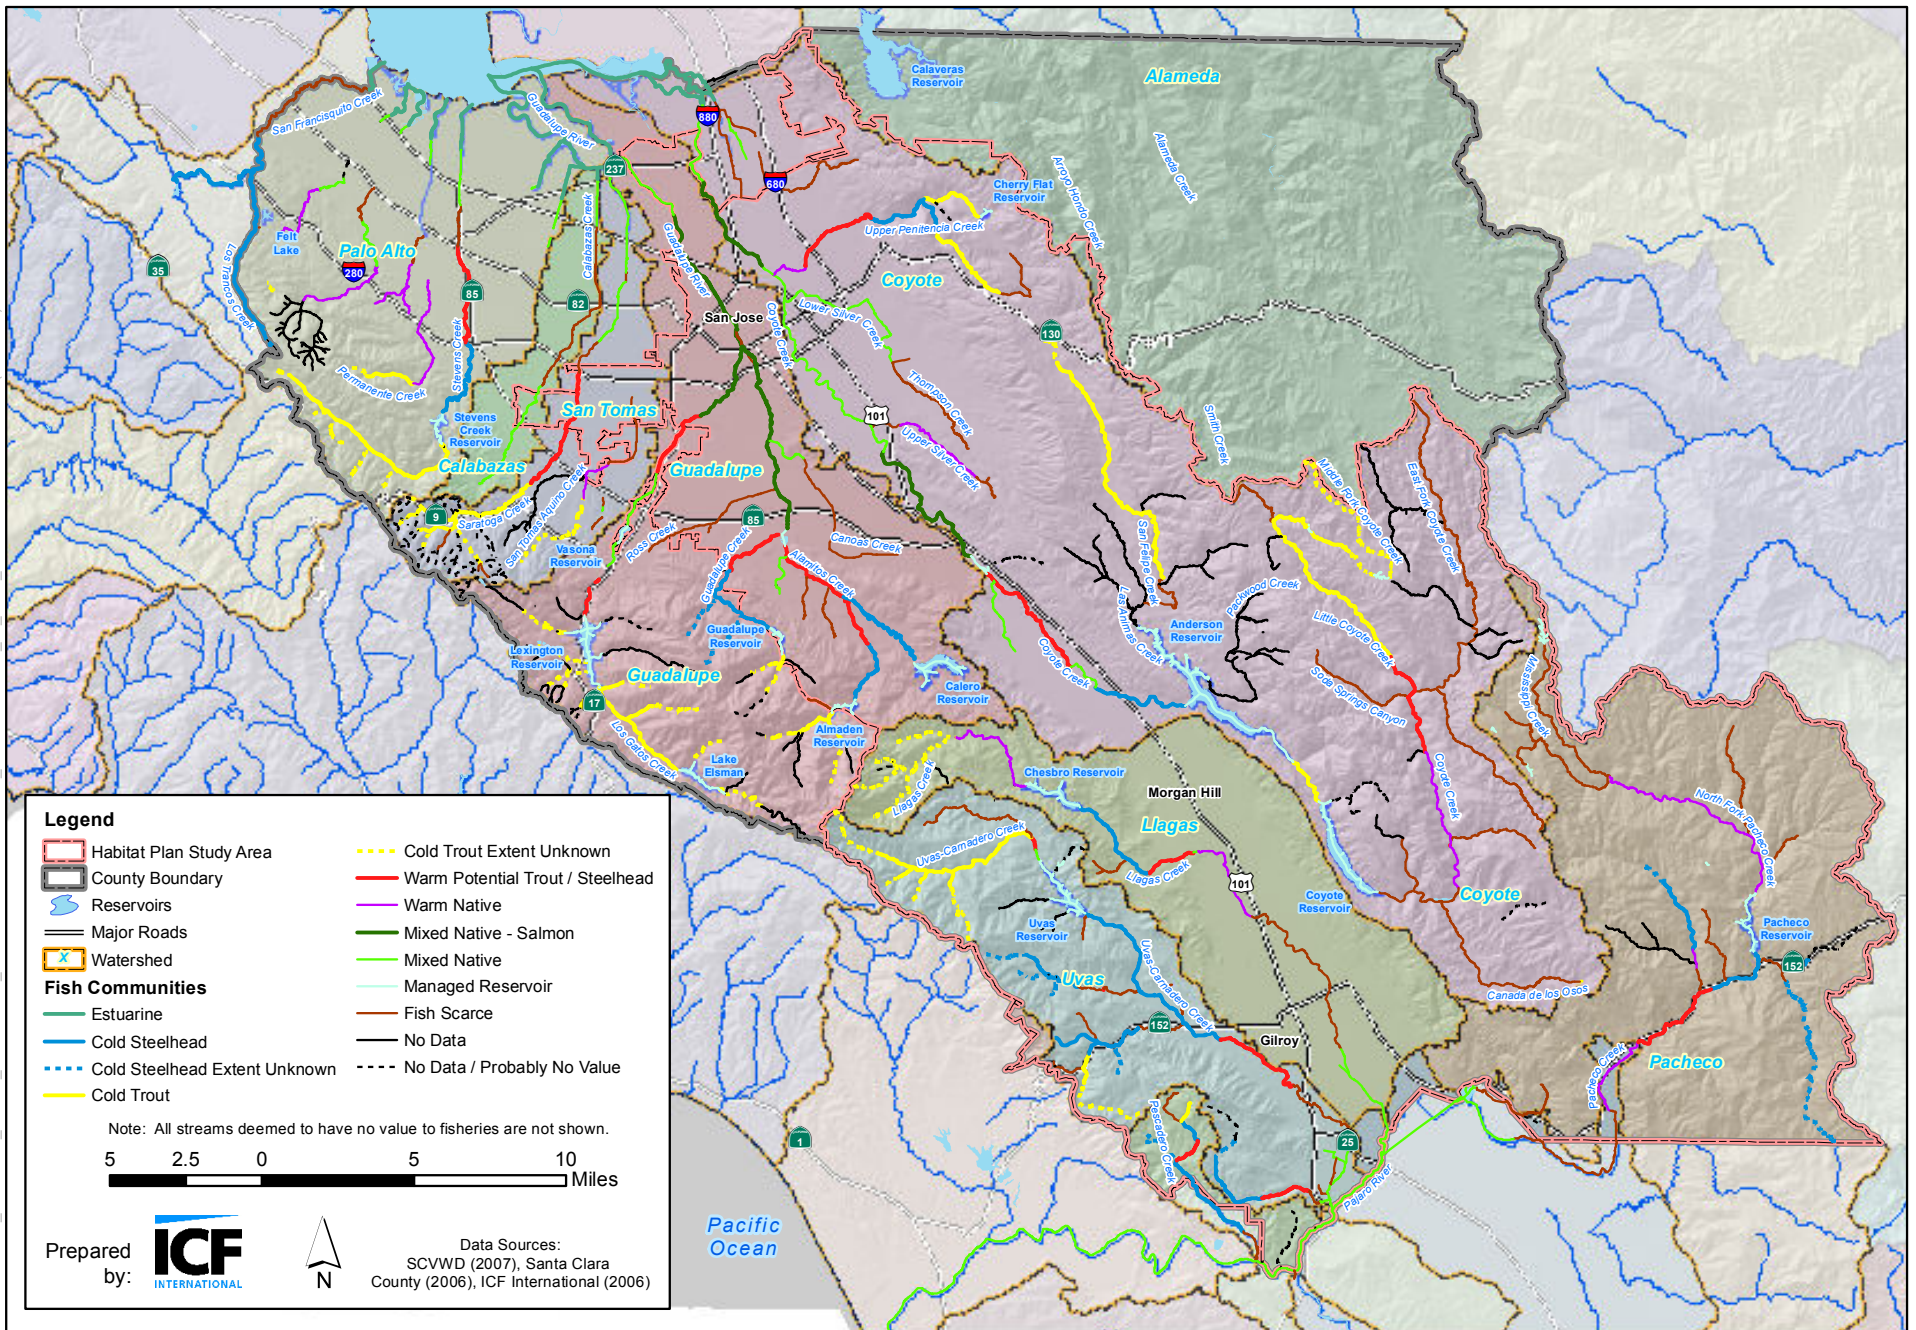 Calaveras
Reservoir
Alameda
San Francisquito Creek
Guadalupe River
880
237
680
Cherry Flat
Reservoir
Arroyo Hondo Creek
Alameda Creek
Upper Penitencia Creek
Felt
Lake
Palo Alto
280
35
Los Trancos Creek
Calabazas Creek
Guadalupe River
Coyote
85
82
San Jose
Coyote Creek
Lower Silver Creek
130
Stevens Creek
Permanente Creek
Thompson Creek
Stevens
Creek
Reservoir
San Tomas
101
Upper Silver Creek
Smith Creek
Calabazas
Guadalupe
Middle Fork Coyote Creek
East Fork Coyote Creek
9
Saratoga Creek
San Tomas Aquino Creek
85
Vasona
Reservoir
Ross Creek
Guadalupe Creek
Canoas Creek
Alamitos Creek
San Felipe Creek
Las Animas Creek
Packwood Creek
Anderson
Reservoir
Little Coyote Creek
Guadalupe
Reservoir
Lexington
Reservoir
Guadalupe
Calero
Reservoir
Coyote Creek
Soda Springs Canyon
Mississippi Creek
17
Los Gatos Creek
Almaden
Reservoir
Lake
Elsman
Llagas Creek
Chesbro Reservoir
Morgan Hill
Llagas
Coyote Creek
North Fork Pacheco Creek
Uvas-Carnadero Creek
Llagas Creek
101
Coyote
Reservoir
Coyote
Uvas
Reservoir
Uvas-Carnadero Creek
Pacheco
Reservoir
152
Uvas
Canada de los Osos
152
Gilroy
Pacheco Creek
Pacheco
Pescadero Creek
25
1
Pajaro River
Pacific
Ocean
Legend
Habitat Plan Study Area
County Boundary
Reservoirs
Major Roads
X
Watershed
Fish Communities
Estuarine
Cold Steelhead
Cold Steelhead Extent Unknown
Cold Trout
Cold Trout Extent Unknown
Warm Potential Trout / Steelhead
Warm Native
Mixed Native - Salmon
Mixed Native
Managed Reservoir
Fish Scarce
No Data
No Data / Probably No Value
Note: All streams deemed to have no value to fisheries are not shown.
5 2.5 0 5 10
Miles
Prepared
by:
ICF
INTERNATIONAL
N
Data Sources:
SCVWD (2007), Santa Clara
County (2006), ICF International (2006)